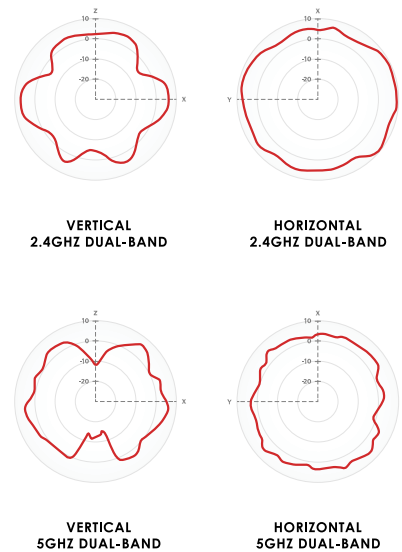 Z
10
0
-10
-20
X
X
10
0
-10
-20
Y
VERTICAL
2.4GHZ DUAL-BAND
HORIZONTAL
2.4GHZ DUAL-BAND
Z
10
0
-10
-20
X
X
10
0
-10
-20
Y
VERTICAL
5GHZ DUAL-BAND
HORIZONTAL
5GHZ DUAL-BAND